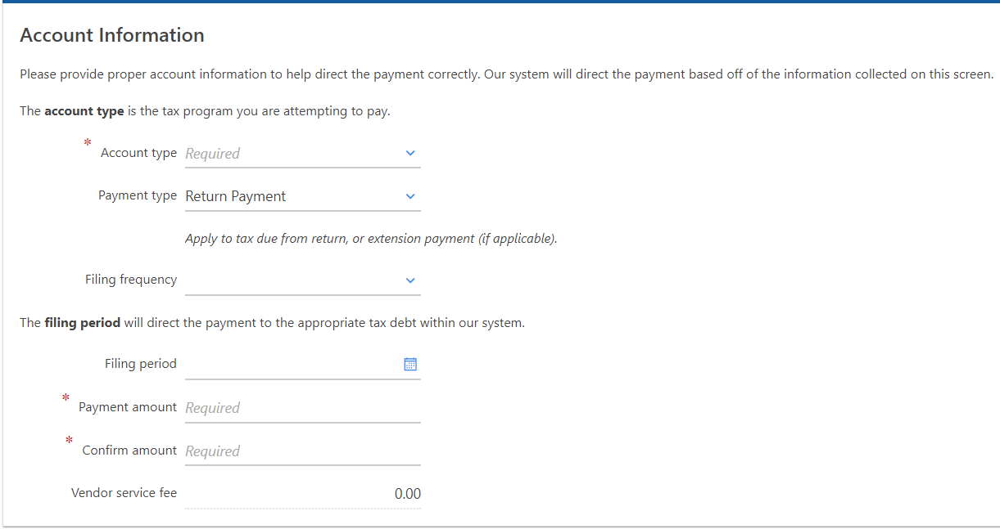 Account Information
Please provide proper account information to help direct the payment correctly. Our system will direct the payment based off of the information collected on this screen.
The account type is the tax program you are attempting to pay.
* Account type Required
Payment type Return Payment
Apply to tax due from return, or extension payment (if applicable).
Filing frequency
The filing period will direct the payment to the appropriate tax debt within our system.
Filing period
* Payment amount Required
* Confirm amount Required
Vendor service fee 0.00